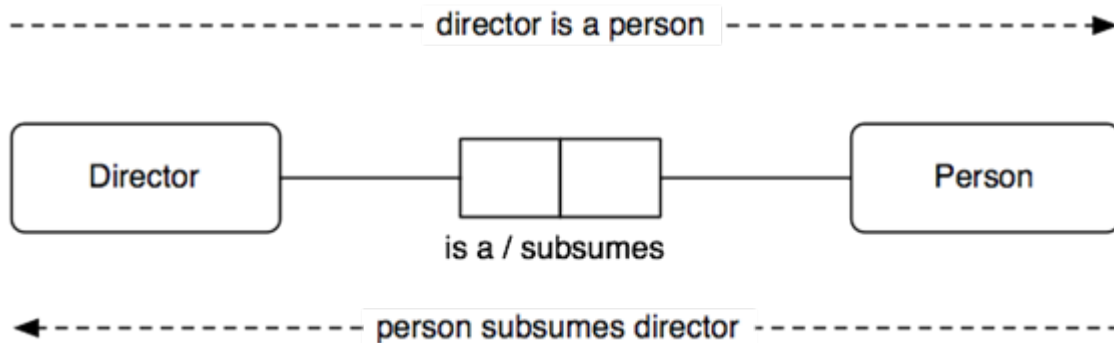 director is a person
Director
Person
is a / subsumes
person subsumes director